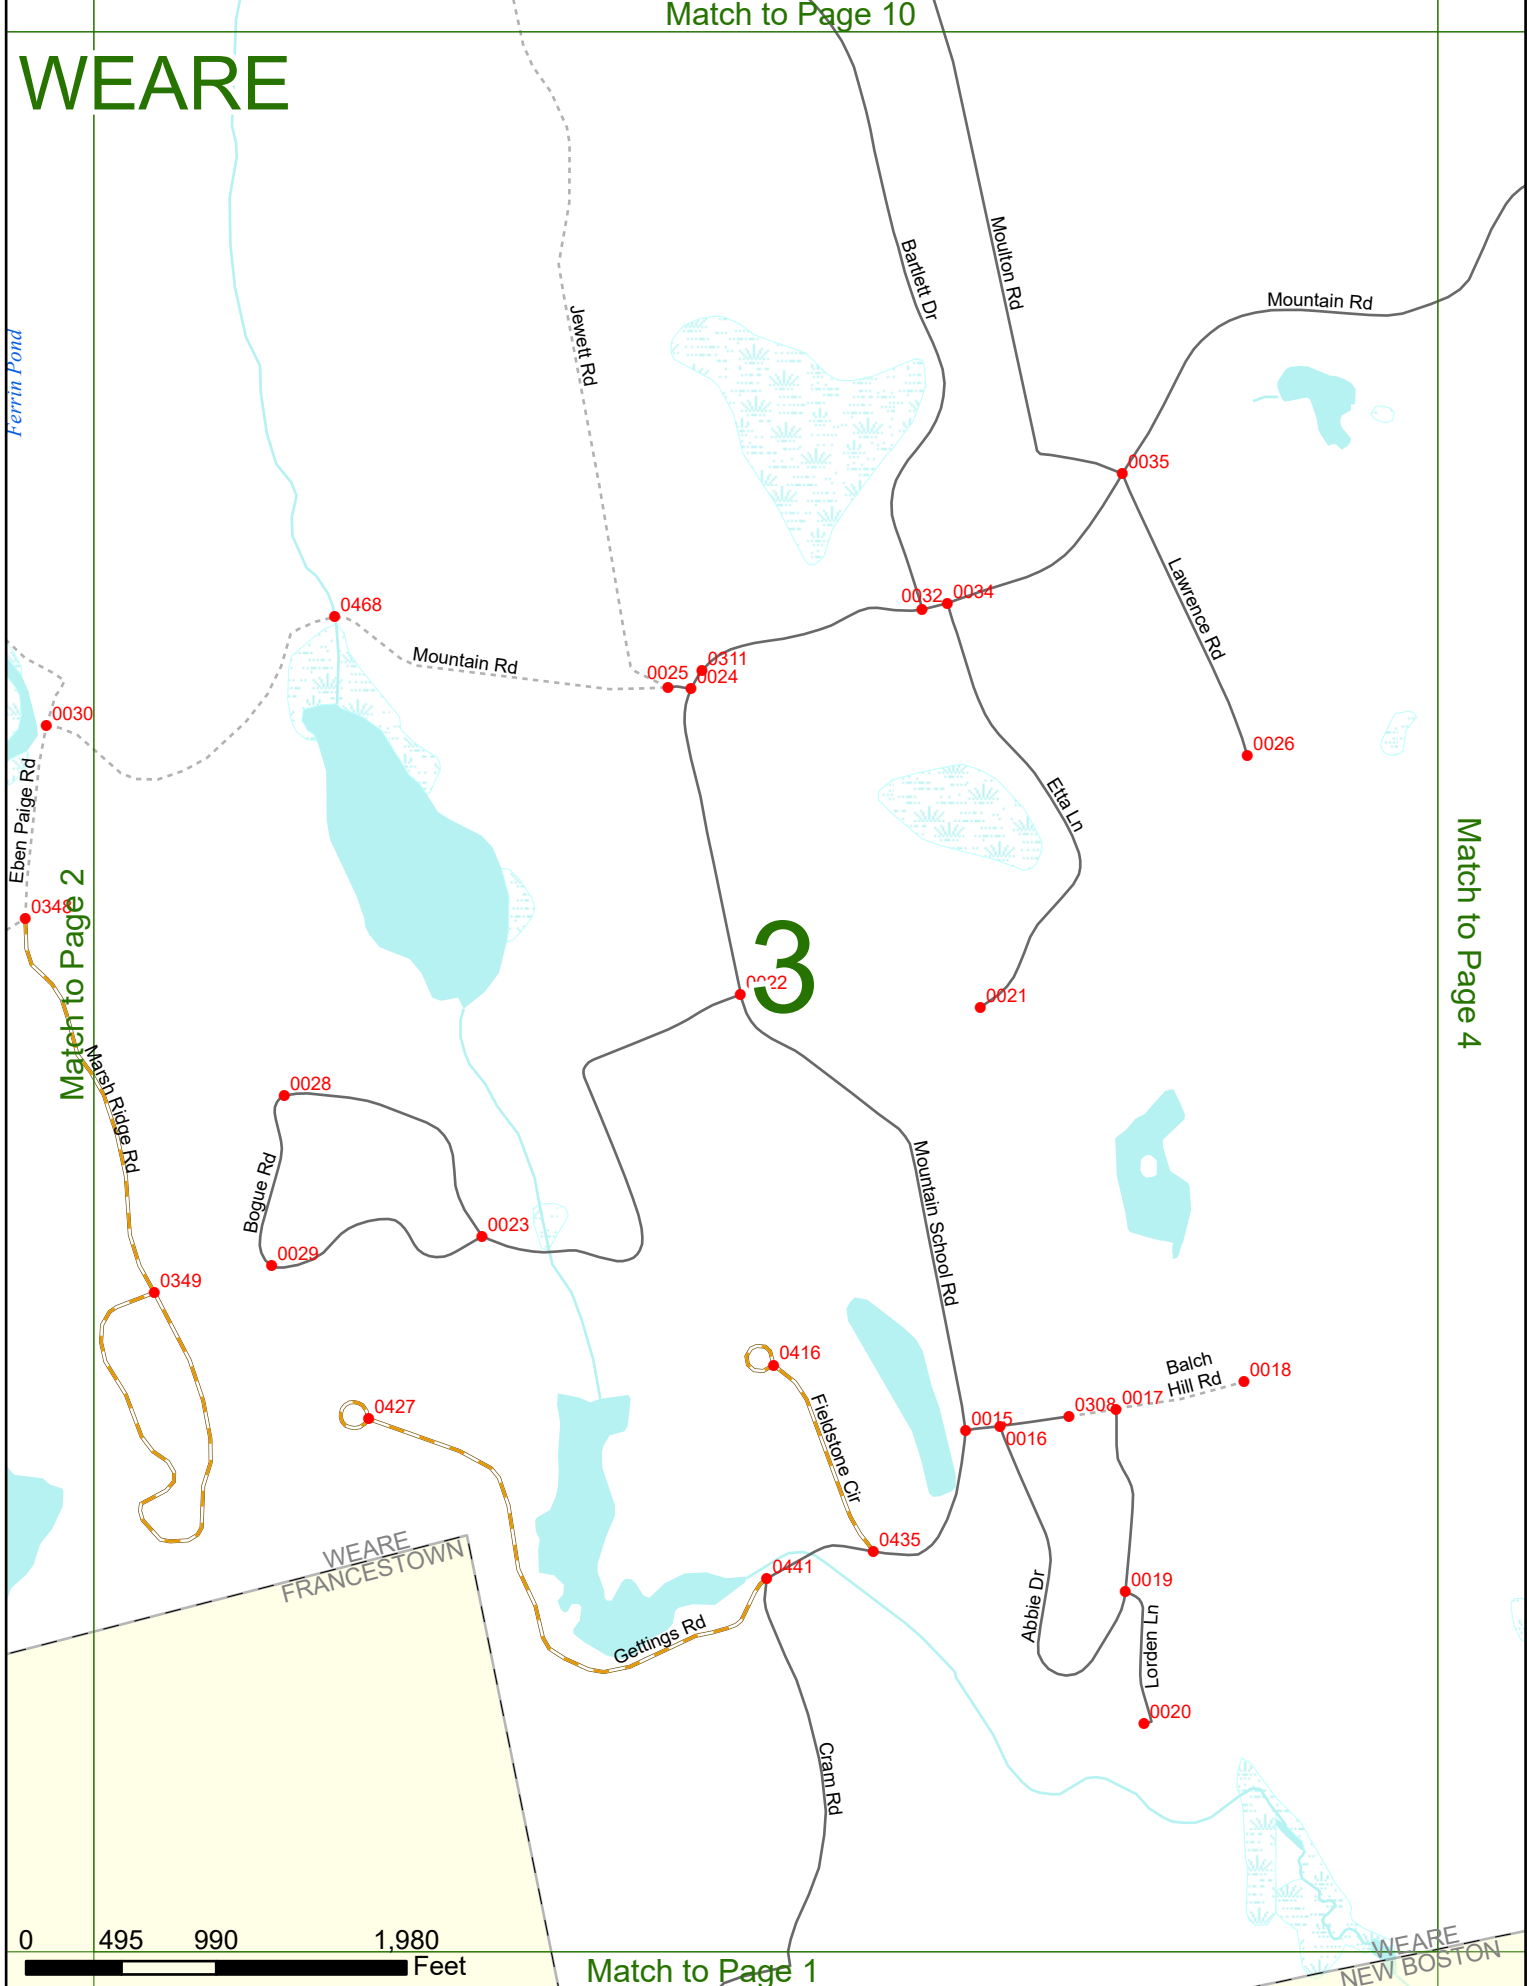 Match to Page 10
WEARE
Moulton Rd
Bartlett Dr
Mountain Rd
Jewett Rd
Ferrin Pond
0035
Lawrence Rd
0032
0034
0468
Mountain Rd
0311
0025
0024
0030
0026
Eben Paige Rd
Etta Ln
Match to Page 4
Match to Page 2
0348
3
0022
0021
Marsh Ridge Rd
0028
Bogue Rd
Mountain School Rd
0023
0029
0349
0416
Balch
Hill Rd
0018
0427
Fieldstone Cir
0308
0017
0015
0016
WEARE
FRANCESTOWN
0435
0441
0019
Abbie Dr
Lorden Ln
Gettings Rd
0020
Cram Rd
0 495 990 1,980
Feet
WEARE
NEW BOSTON
Match to Page 1